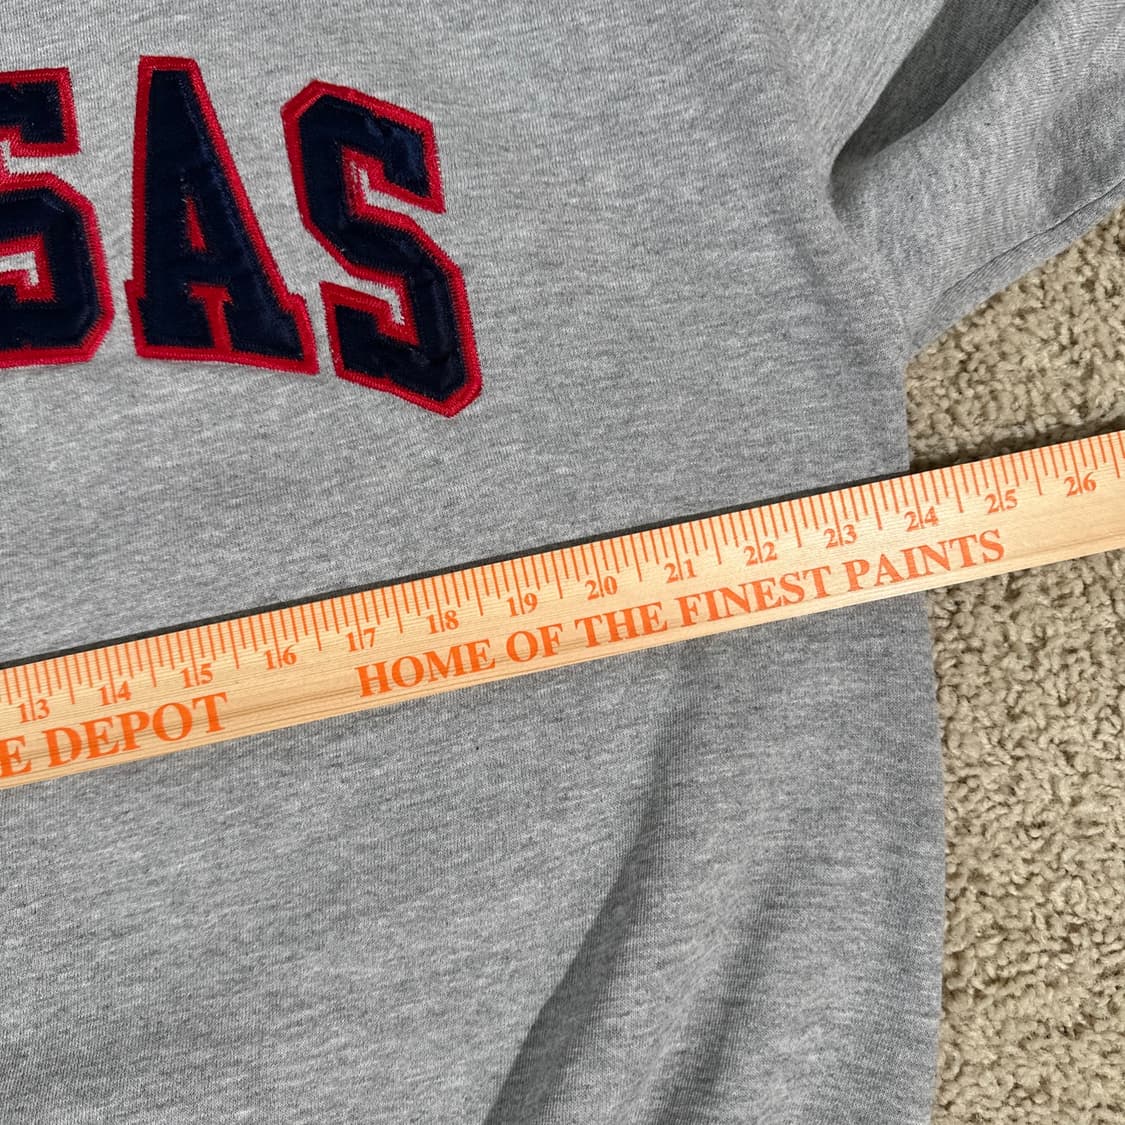 SAS
13 14 15 16 17 18 19 20 21 22 23 24 25 26
E DEPOT HOME OF THE FINEST PAINTS